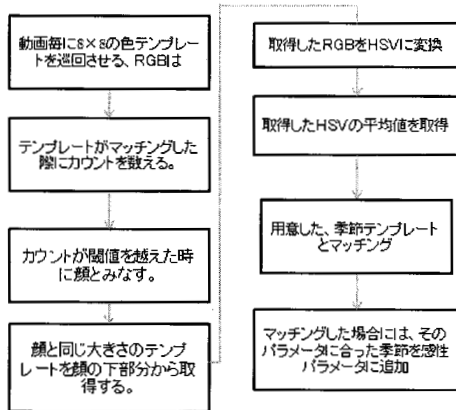 動画毎に8×8の色テンプレー
トを巡回させる、RGBは
テンプレートがマッチングした
際にカウントを数える。
カウントが閾値を越えた時
に顔とみなす。
顔と同じ大きさのテンプ
レートを顔の下部分から取
得する。
取得したRGBをHSVに変換
取得したHSVの平均値を取得
用意した、季節テンプレート
とマッチング
マッチングした場合には、その
パラメータに合った季節を感性
パラメータに追加